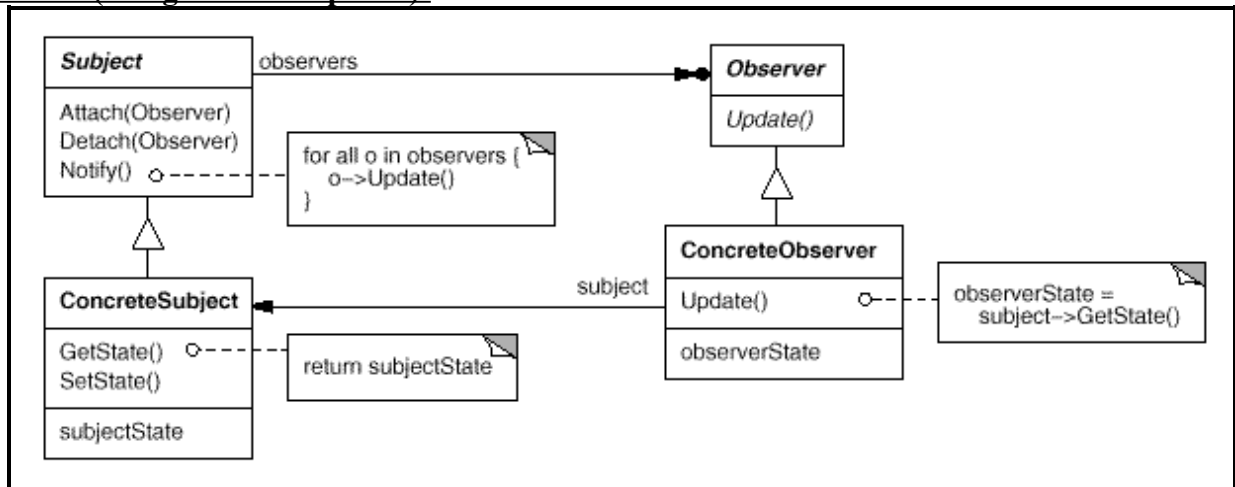 Subject
observers
Observer
Attach(Observer)
Detach(Observer)
Notify()
for all o in observers {
o–>Update()
}
Update()
ConcreteSubject
GetState()
SetState()
subjectState
return subjectState
subject
ConcreteObserver
Update()
observerState
observerState =
subject–>GetState()